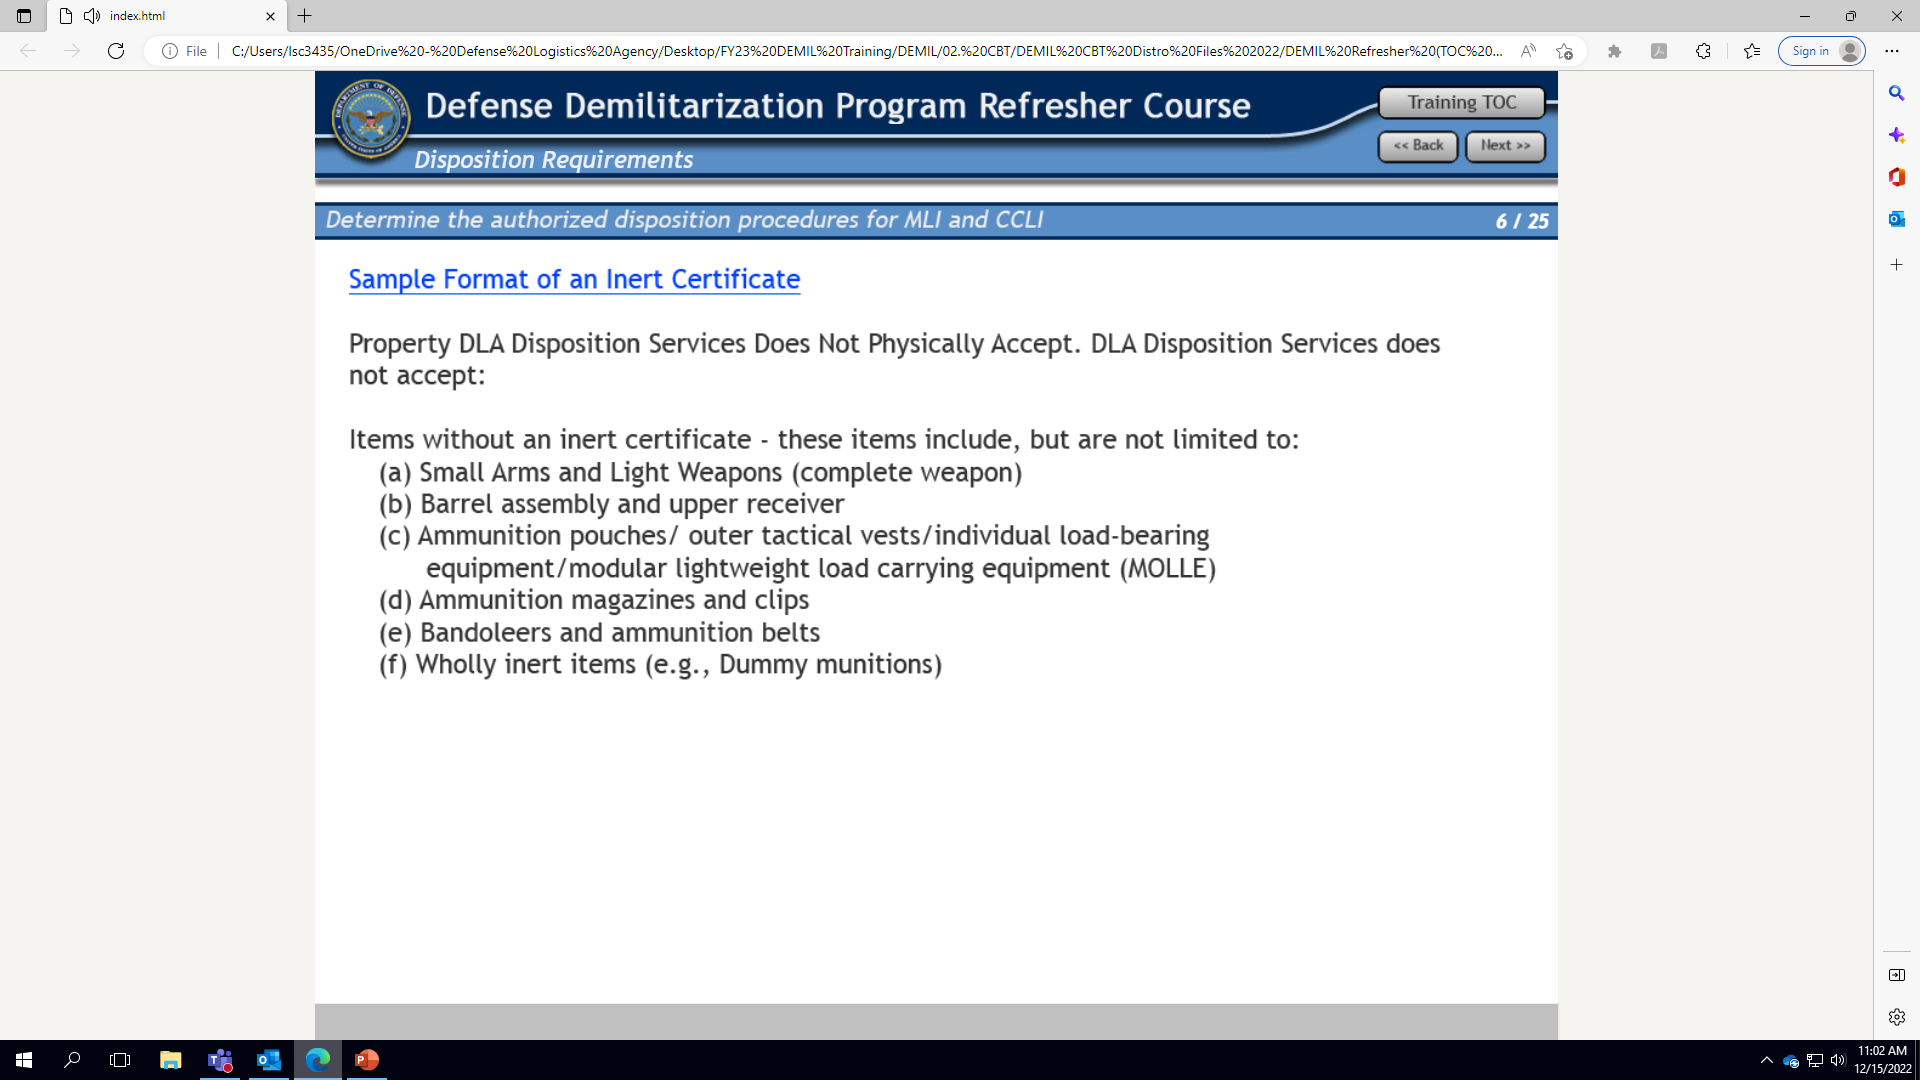 index.html
File
C:/Users/lsc3435/OneDrive%20-%20Defense%20Logistics%20Agency/Desktop/FY23%20DEMIL%20Training/DEMIL/02.%20CBT/DEMIL%20CBT%20Distro%20Files%202022/DEMIL%20Refresher%20(TOC%20...
Sign in
Defense Demilitarization Program Refresher Course
Training TOC
<< Back
Next >>
Disposition Requirements
Determine the authorized disposition procedures for MLI and CCLI
6 / 25
Sample Format of an Inert Certificate
Property DLA Disposition Services Does Not Physically Accept. DLA Disposition Services does
not accept:
Items without an inert certificate - these items include, but are not limited to:
(a) Small Arms and Light Weapons (complete weapon)
(b) Barrel assembly and upper receiver
(c) Ammunition pouches/ outer tactical vests/individual load-bearing
equipment/modular lightweight load carrying equipment (MOLLE)
(d) Ammunition magazines and clips
(e) Bandoleers and ammunition belts
(f) Wholly inert items (e.g., Dummy munitions)
11:02 AM
12/15/2022